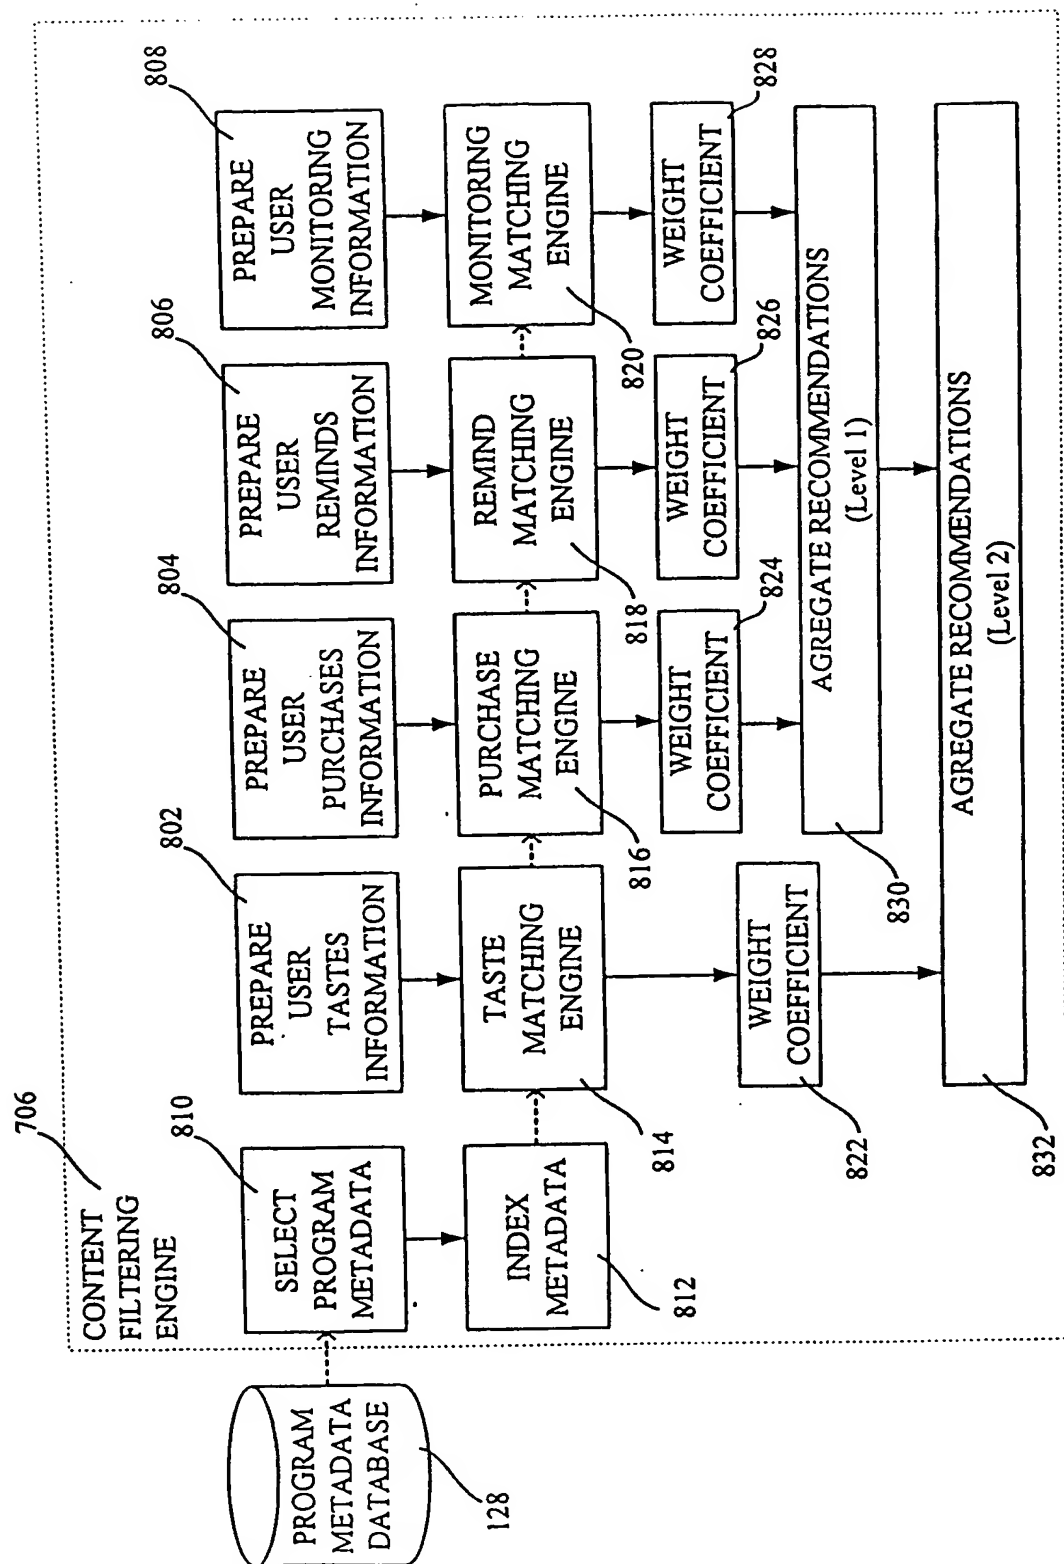 CONTENT
FILTERING
ENGINE
706
PROGRAM
METADATA
DATABASE
128
SELECT
PROGRAM
METADATA
810
INDEX
METADATA
812
PREPARE
USER
TASTES
INFORMATION
802
TASTE
MATCHING
ENGINE
814
WEIGHT
COEFFICIENT
822
PREPARE
USER
PURCHASES
INFORMATION
804
PURCHASE
MATCHING
ENGINE
816
WEIGHT
COEFFICIENT
824
PREPARE
USER
REMINDS
INFORMATION
806
REMIND
MATCHING
ENGINE
818
WEIGHT
COEFFICIENT
826
PREPARE
USER
MONITORING
INFORMATION
808
MONITORING
MATCHING
ENGINE
820
WEIGHT
COEFFICIENT
828
AGREGATE RECOMMENDATIONS
(Level 1)
830
AGREGATE RECOMMENDATIONS
(Level 2)
832